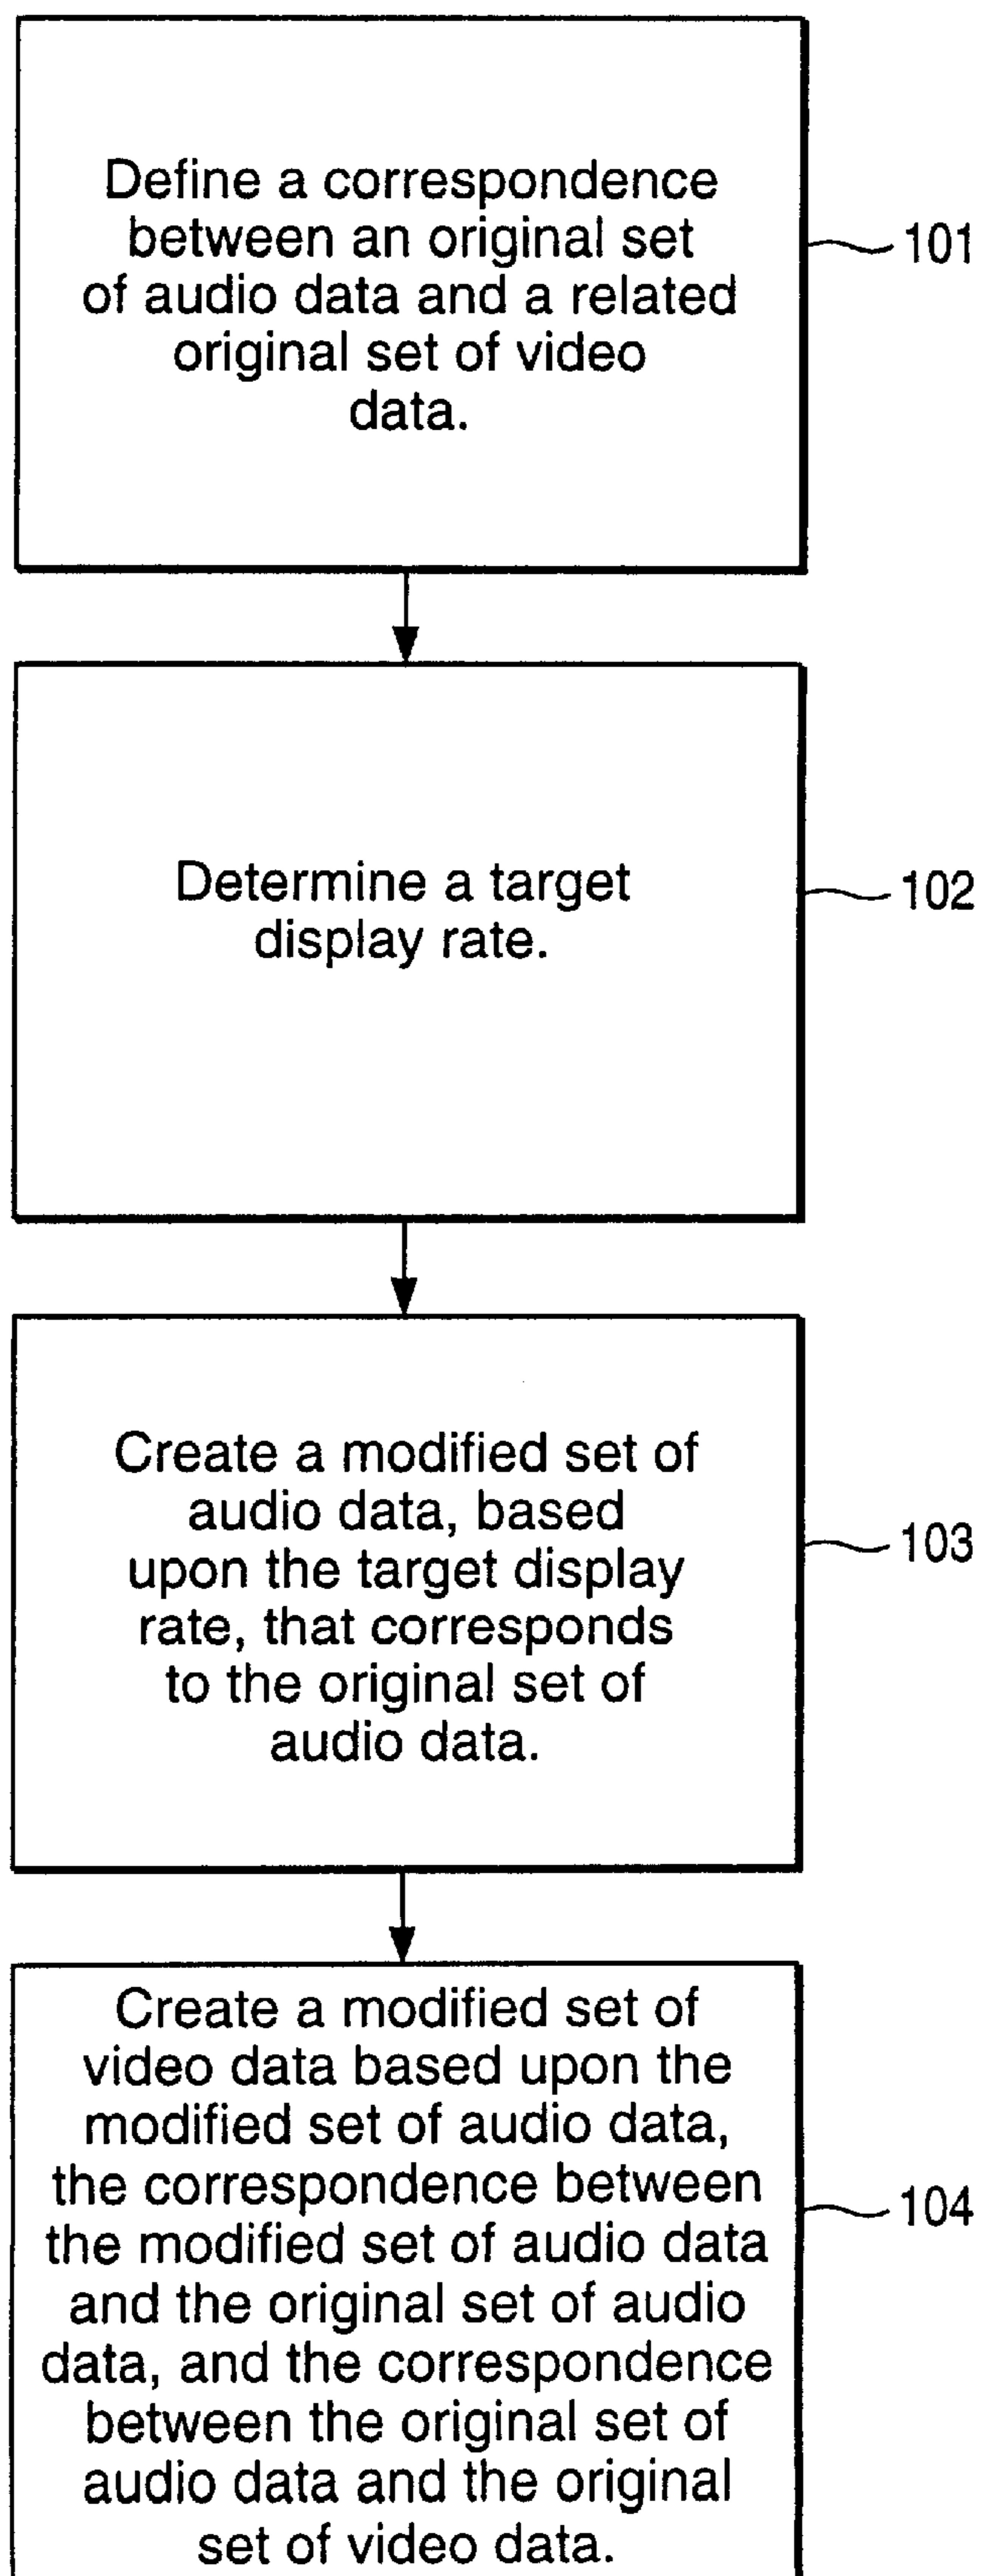 Define a correspondence
between an original set
of audio data and a related
original set of video
data.
101
Determine a target
display rate.
102
Create a modified set of
audio data, based
upon the target display
rate, that corresponds
to the original set of
audio data.
103
Create a modified set of
video data based upon the
modified set of audio data,
the correspondence between
the modified set of audio data
and the original set of audio
data, and the correspondence
between the original set of
audio data and the original
set of video data.
104